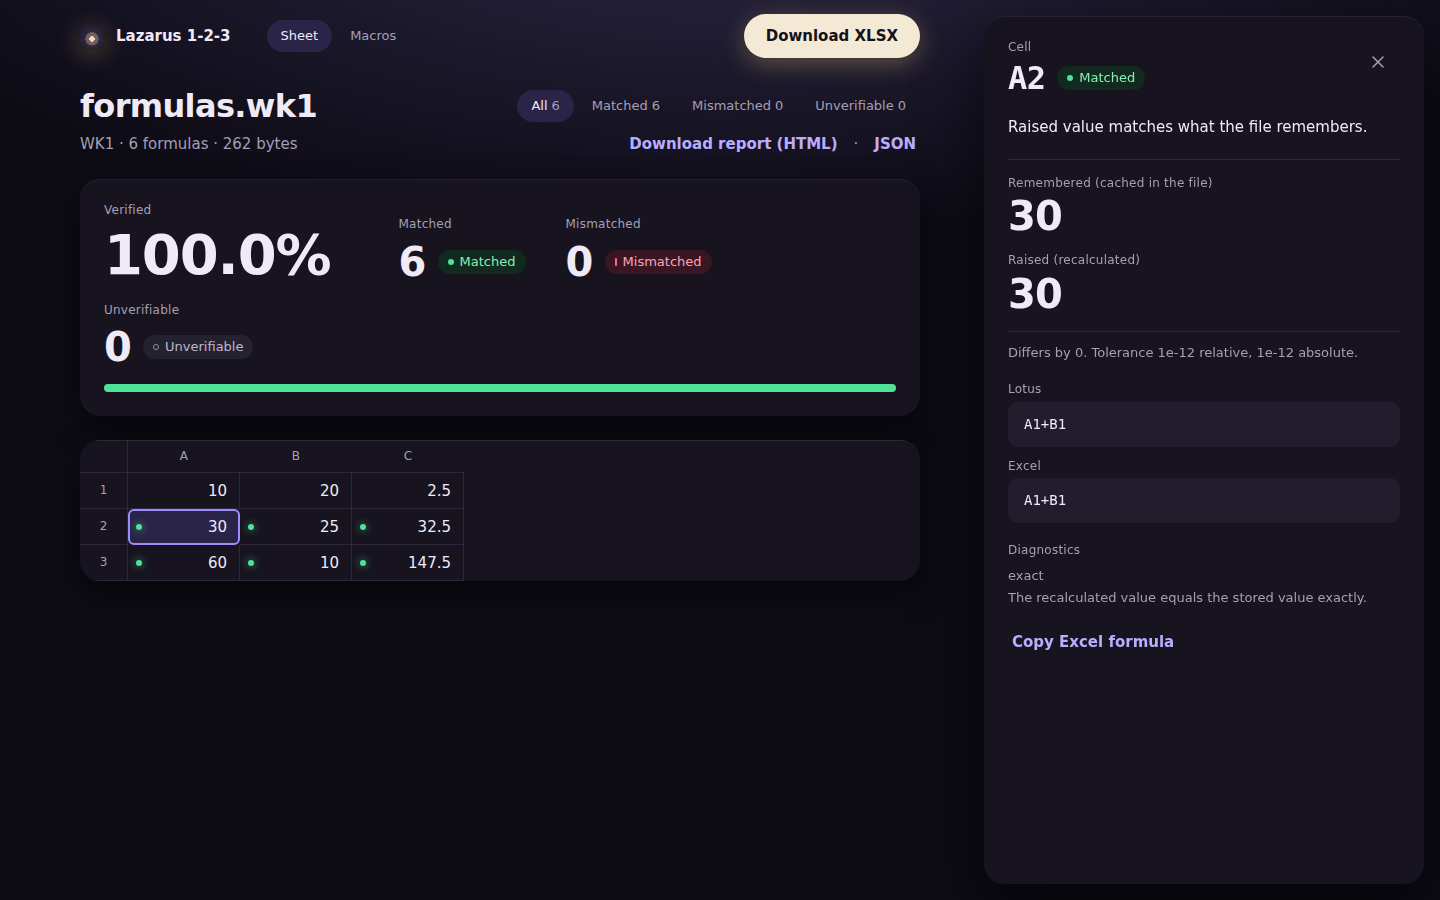 Lazarus 1-2-3
Sheet
Macros
Download XLSX
formulas.wk1
All 6
Matched 6
Mismatched 0
Unverifiable 0
WK1 · 6 formulas · 262 bytes
Download report (HTML) · JSON
Verified
100.0%
Matched
6
Matched
Mismatched
0
Mismatched
Unverifiable
0
Unverifiable
A B C
1 10 20 2.5
2 30 25 32.5
3 60 10 147.5
Cell
A2
Matched
Raised value matches what the file remembers.
Remembered (cached in the file)
30
Raised (recalculated)
30
Differs by 0. Tolerance 1e-12 relative, 1e-12 absolute.
Lotus
A1+B1
Excel
A1+B1
Diagnostics
exact
The recalculated value equals the stored value exactly.
Copy Excel formula